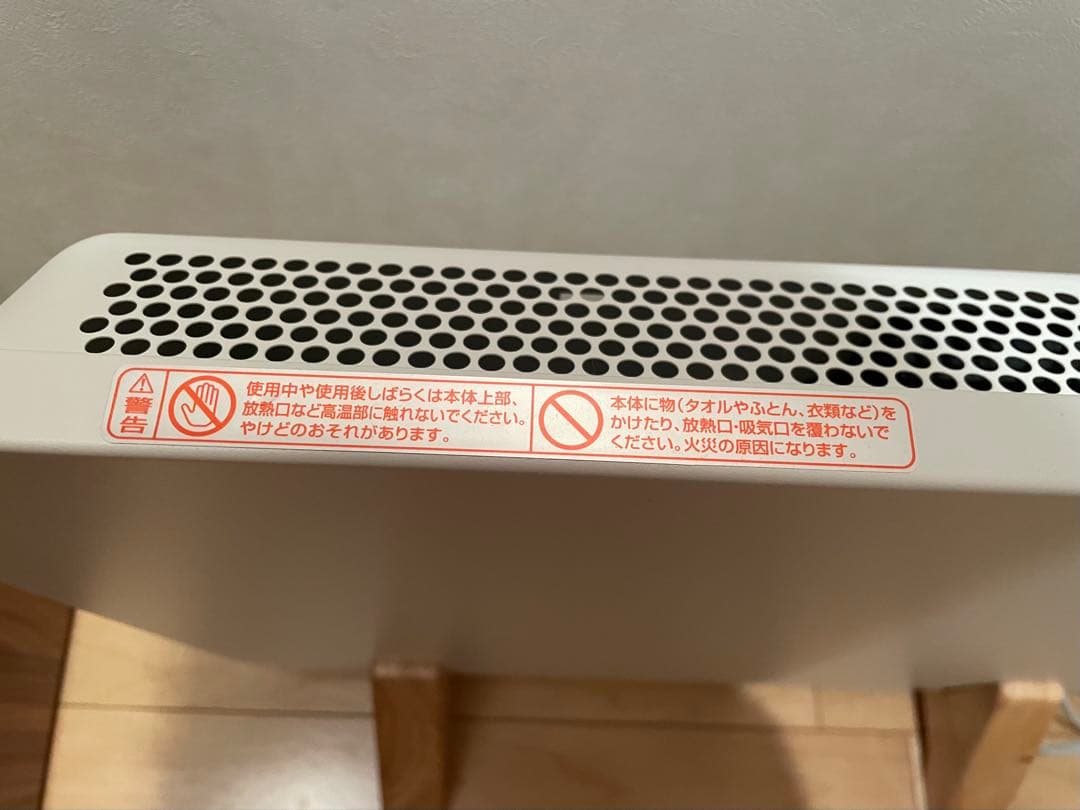 警告
使用中や使用後しばらくは本体上部、
放熱口など高温部に触れないでください。
やけどのおそれがあります。
本体に物(タオルやふとん、衣類など)を
かけたり、放熱口・吸気口を覆わないで
ください。火災の原因になります。